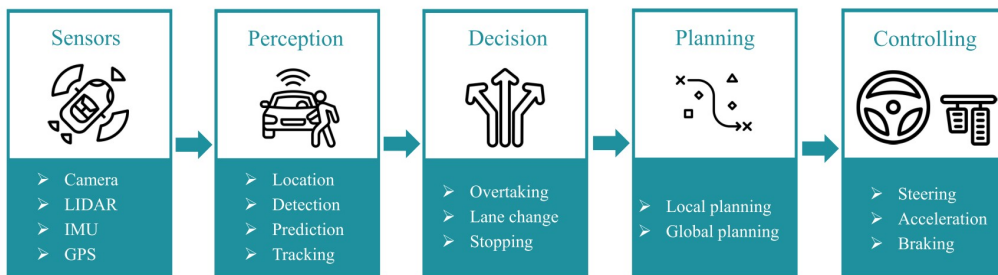 Sensors
Camera
LIDAR
IMU
GPS
Perception
Location
Detection
Prediction
Tracking
Decision
Overtaking
Lane change
Stopping
Planning
Local planning
Global planning
Controlling
Steering
Acceleration
Braking